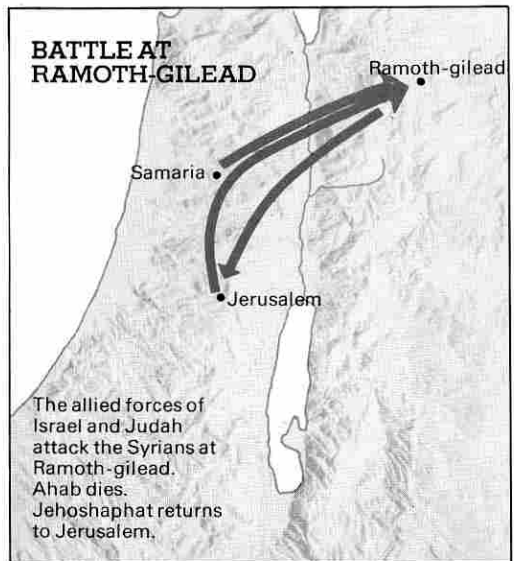 BATTLE AT
RAMOTH-GILEAD
Ramoth-gilead
Samaria
Jerusalem
The allied forces of
Israel and Judah
attack the Syrians at
Ramoth-gilead.
Ahab dies.
Jehoshaphat returns
to Jerusalem.